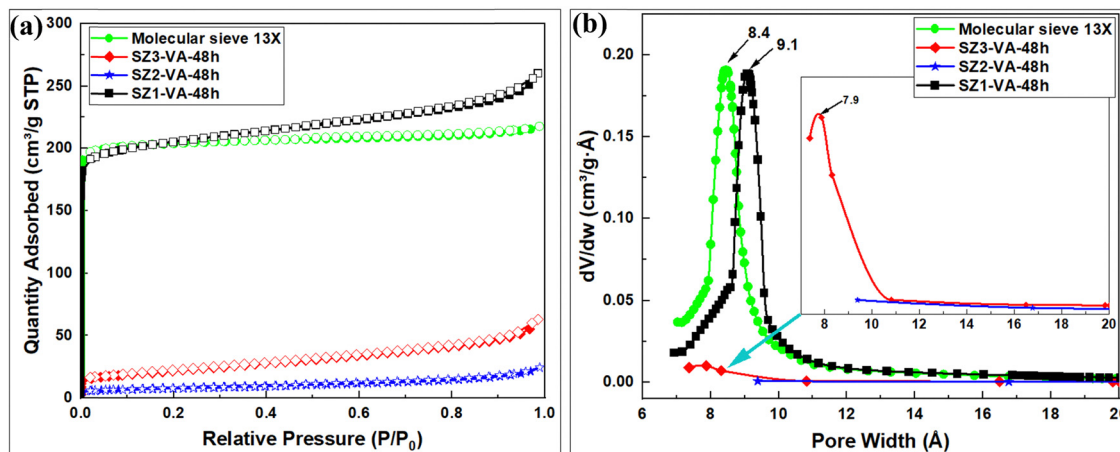 (a)
300
250
200
150
100
50
0
Quantity Adsorbed (cm³/g STP)
Molecular sieve 13X
SZ3-VA-48h
SZ2-VA-48h
SZ1-VA-48h
0.0 0.2 0.4 0.6 0.8 1.0
Relative Pressure (P/P₀)
(b)
0.20
0.15
0.10
0.05
0.00
dV/dw (cm³/g·Å)
8.4
9.1
Molecular sieve 13X
SZ3-VA-48h
SZ2-VA-48h
SZ1-VA-48h
7.9
8 10 12 14 16 18 20
6 8 10 12 14 16 18 20
Pore Width (Å)